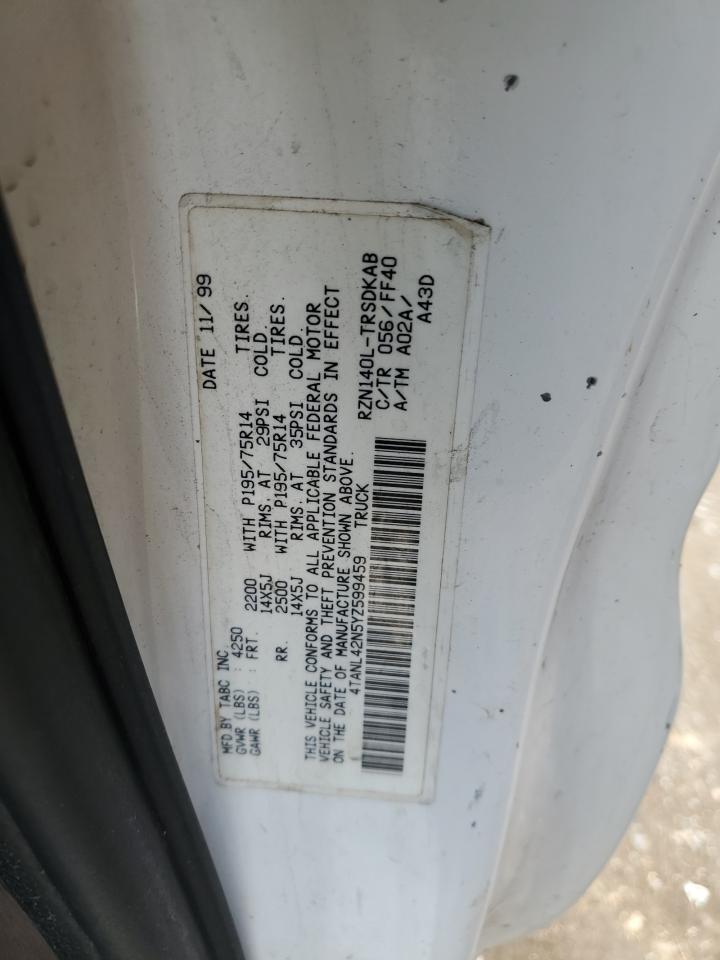 MFD BY TABC INC. DATE 11/99
GVWR (LBS) : 4250
GAWR (LBS) : FRT. 2200 WITH P195/75R14 TIRES.
14X5J RIMS. AT 29PSI COLD.
RR. 2500 WITH P195/75R14 TIRES.
14X5J RIMS. AT 35PSI COLD.
THIS VEHICLE CONFORMS TO ALL APPLICABLE FEDERAL MOTOR
VEHICLE SAFETY AND THEFT PREVENTION STANDARDS IN EFFECT
ON THE DATE OF MANUFACTURE SHOWN ABOVE.
4TANL42N5YZ599459 TRUCK RZN140L-TRSDKAB
C/TR 056/FF40
A/TM A02A/
A43D